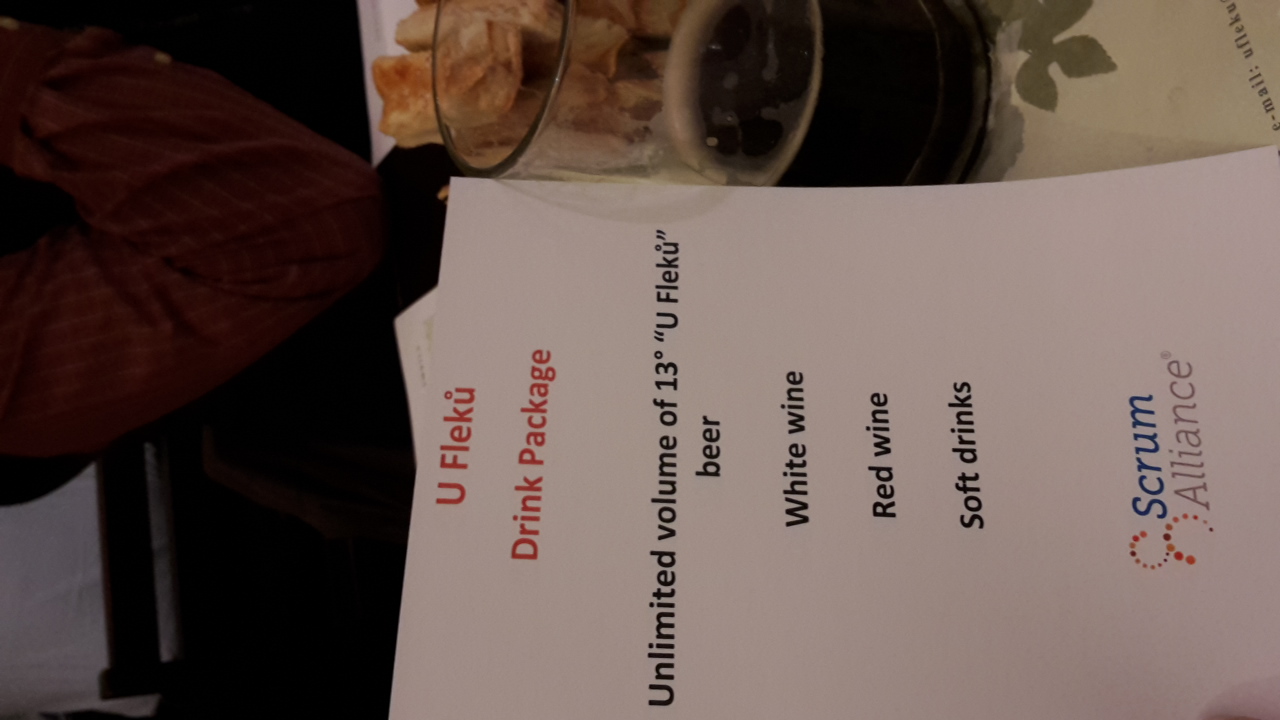 U Fleků
Drink Package
Unlimited volume of 13° “U Fleků”
beer
White wine
Red wine
Soft drinks
Scrum
Alliance®
e-mail: ufleku